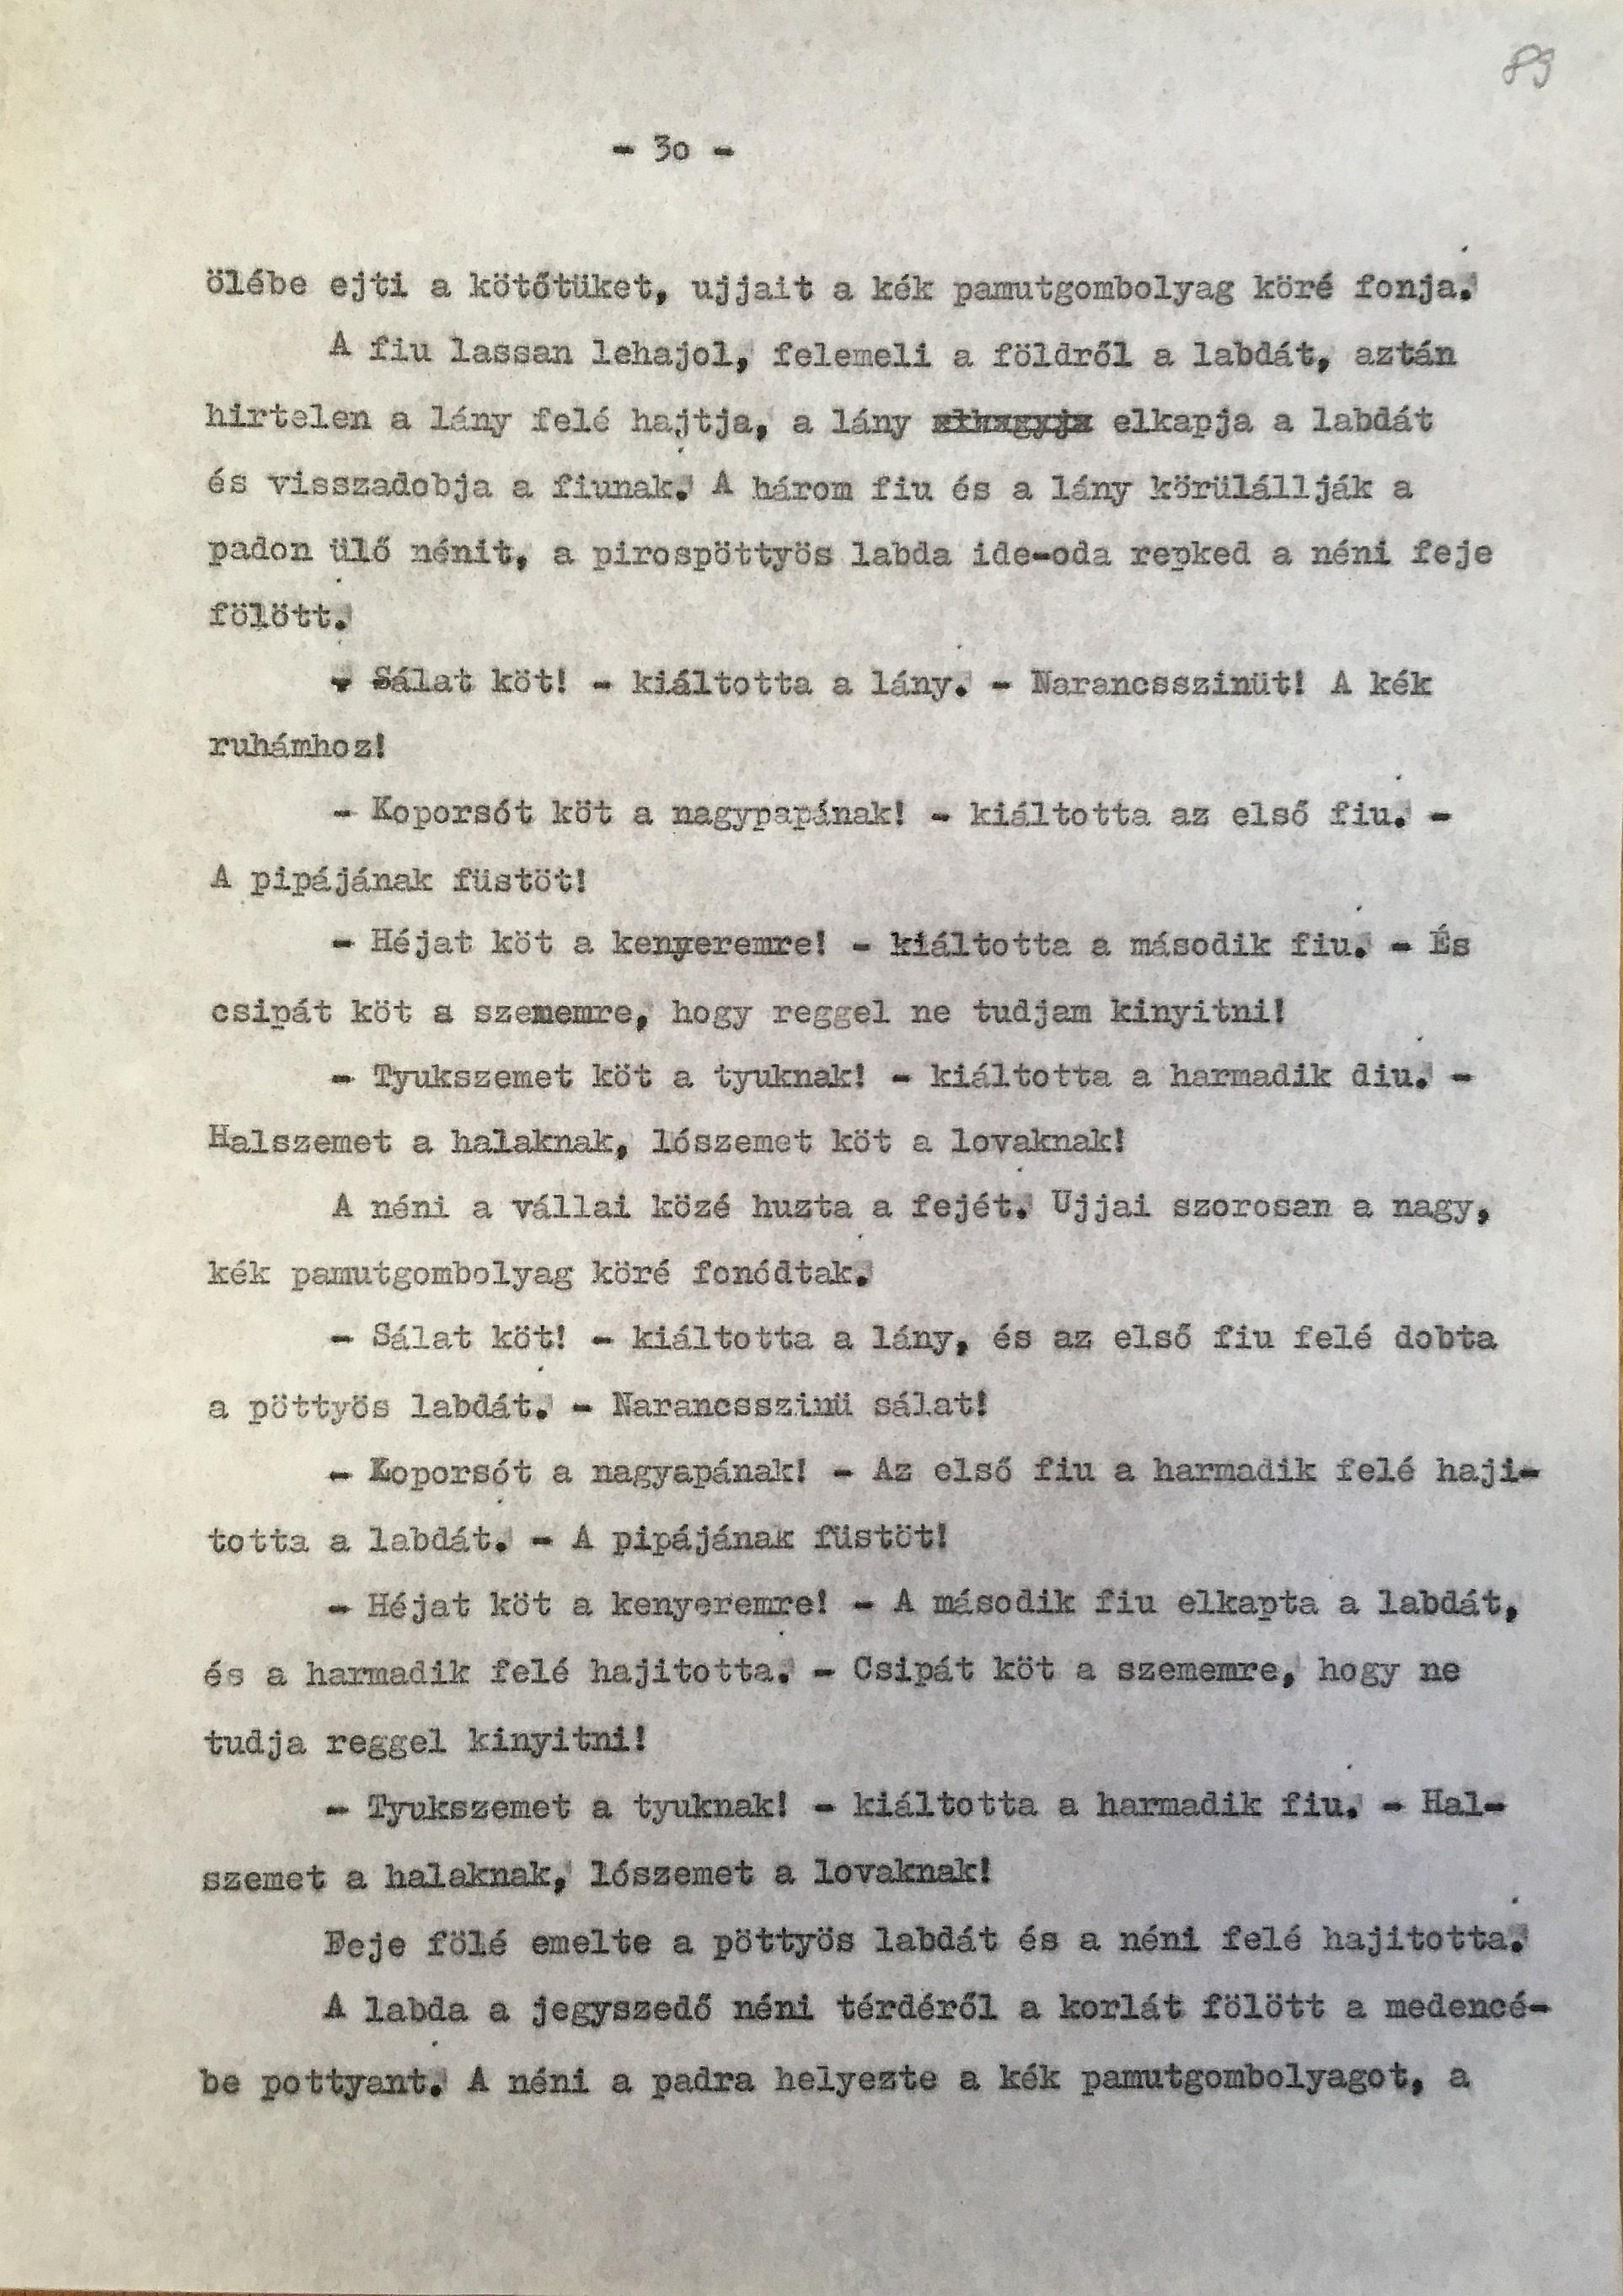 89
- 3o -
ölébe ejti a kötőtüket, ujjait a kék pamutgombolyag köré fonja.
A fiu lassan lehajol, felemeli a földről a labdát, aztán
hirtelen a lány felé hajtja, a lány elkapja a labdát
és visszadobja a fiunak. A három fiu és a lány körülállják a
padon ülő nénit, a pirospöttyös labda ide-oda repked a néni feje
fölött.
- Sálat köt! - kiáltotta a lány. - Narancsszinüt! A kék
ruhámhoz!
- Koporsót köt a nagypapának! - kiáltotta az első fiu. -
A pipájának füstöt!
- Héjat köt a kenyeremre! - kiáltotta a második fiu. - És
csipát köt a szememre, hogy reggel ne tudjam kinyitni!
- Tyukszemet köt a tyuknak! - kiáltotta a harmadik diu. -
Halszemet a halaknak, lószemet köt a lovaknak!
A néni a vállai közé huzta a fejét. Ujjai szorosan a nagy,
kék pamutgombolyag köré fonódtak.
- Sálat köt! - kiáltotta a lány, és az első fiu felé dobta
a pöttyös labdát. - Narancsszinü sálat!
- Koporsót a nagyapának! - Az első fiu a harmadik felé haji-
totta a labdát. - A pipájának füstöt!
- Héjat köt a kenyeremre! - A második fiu elkapta a labdát,
és a harmadik felé hajitotta. - Csipát köt a szememre, hogy ne
tudja reggel kinyitni!
- Tyukszemet a tyuknak! - kiáltotta a harmadik fiu. - Hal-
szemet a halaknak, lószemet a lovaknak!
Feje fölé emelte a pöttyös labdát és a néni felé hajitotta.
A labda a jegyszedő néni térdéről a korlát fölött a medencé-
be pottyant. A néni a padra helyezte a kék pamutgombolyagot, a